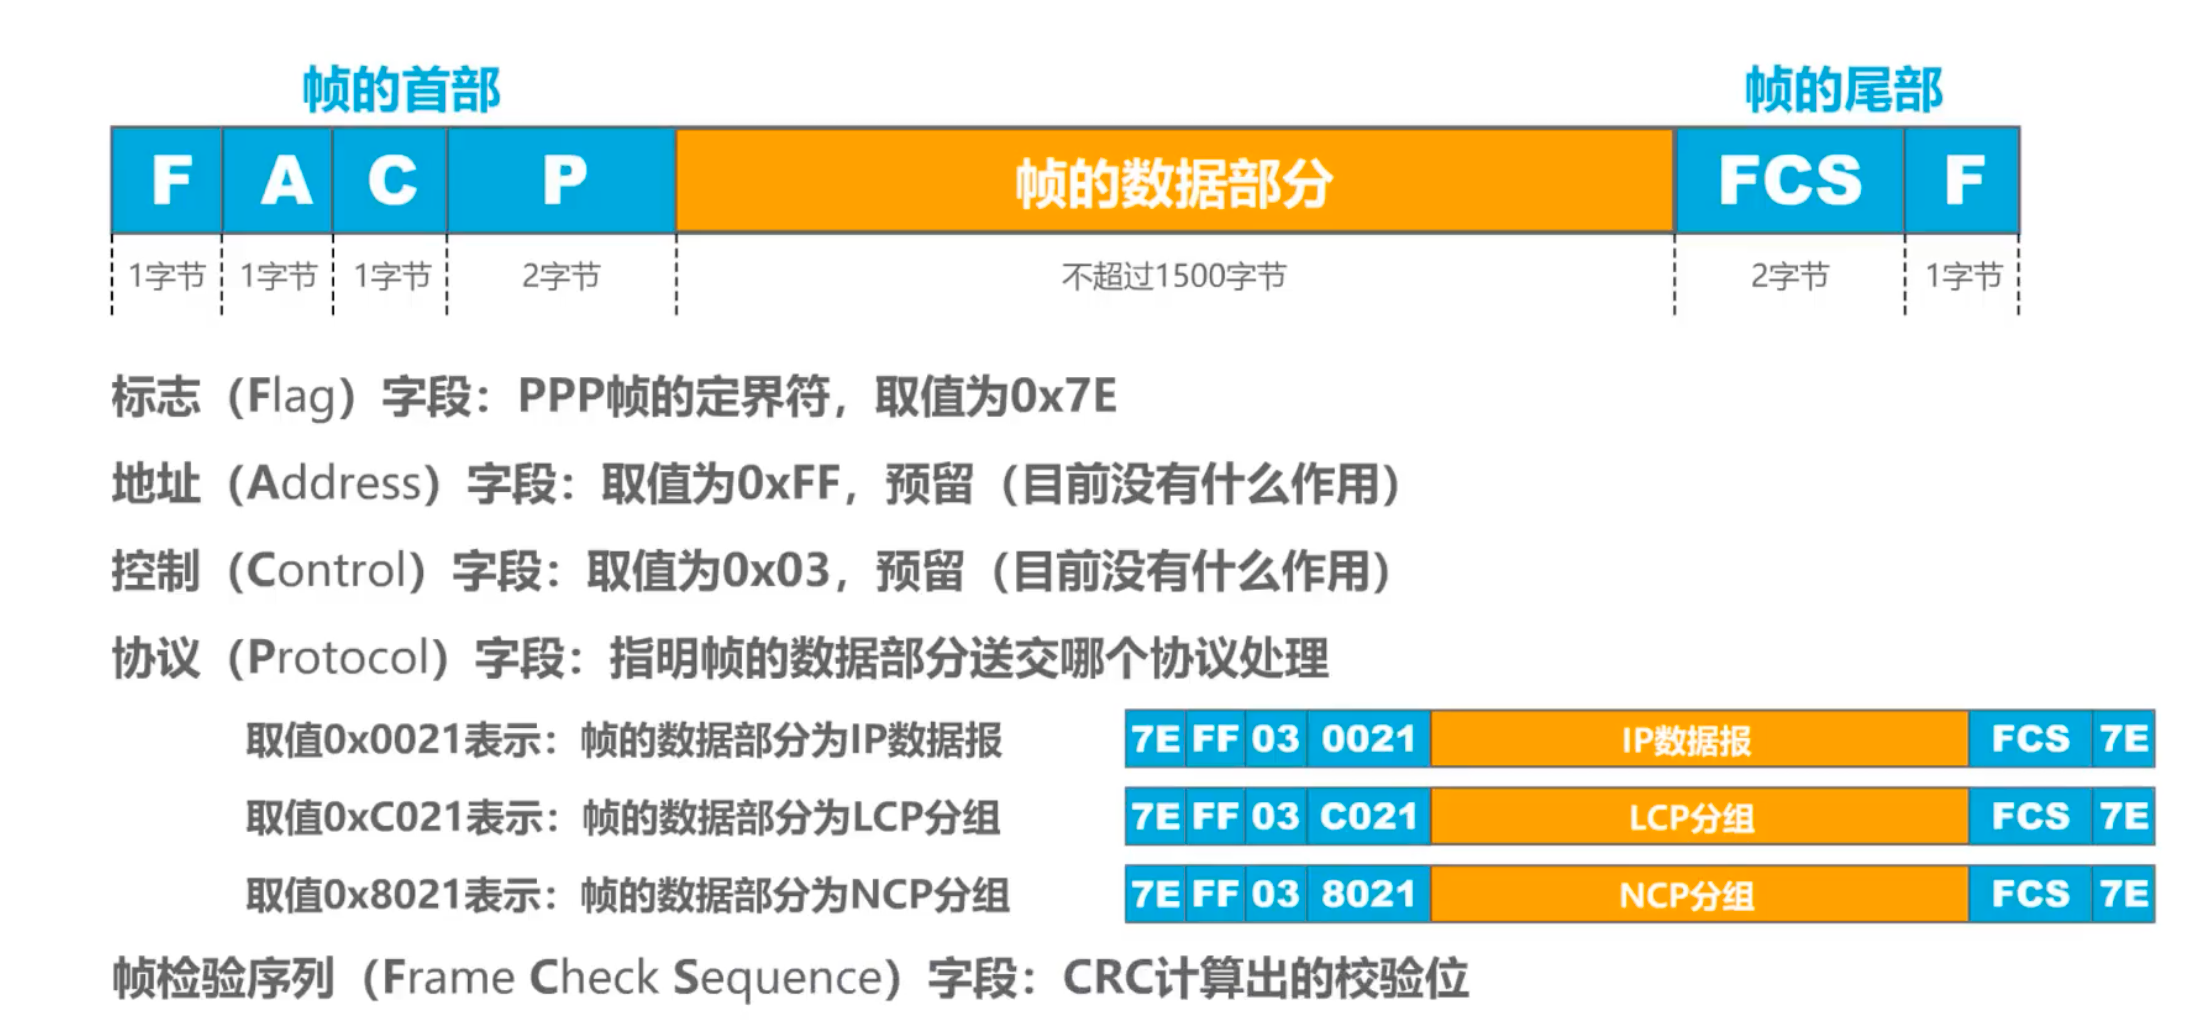 帧的首部 帧的尾部
F A C P 帧的数据部分 FCS F
1字节 1字节 1字节 2字节 不超过1500字节 2字节 1字节
标志（Flag）字段：PPP帧的定界符，取值为0x7E
地址（Address）字段：取值为0xFF，预留（目前没有什么作用）
控制（Control）字段：取值为0x03，预留（目前没有什么作用）
协议（Protocol）字段：指明帧的数据部分送交哪个协议处理
取值0x0021表示：帧的数据部分为IP数据报 7E FF 03 0021 IP数据报 FCS 7E
取值0xC021表示：帧的数据部分为LCP分组 7E FF 03 C021 LCP分组 FCS 7E
取值0x8021表示：帧的数据部分为NCP分组 7E FF 03 8021 NCP分组 FCS 7E
帧检验序列（Frame Check Sequence）字段：CRC计算出的校验位